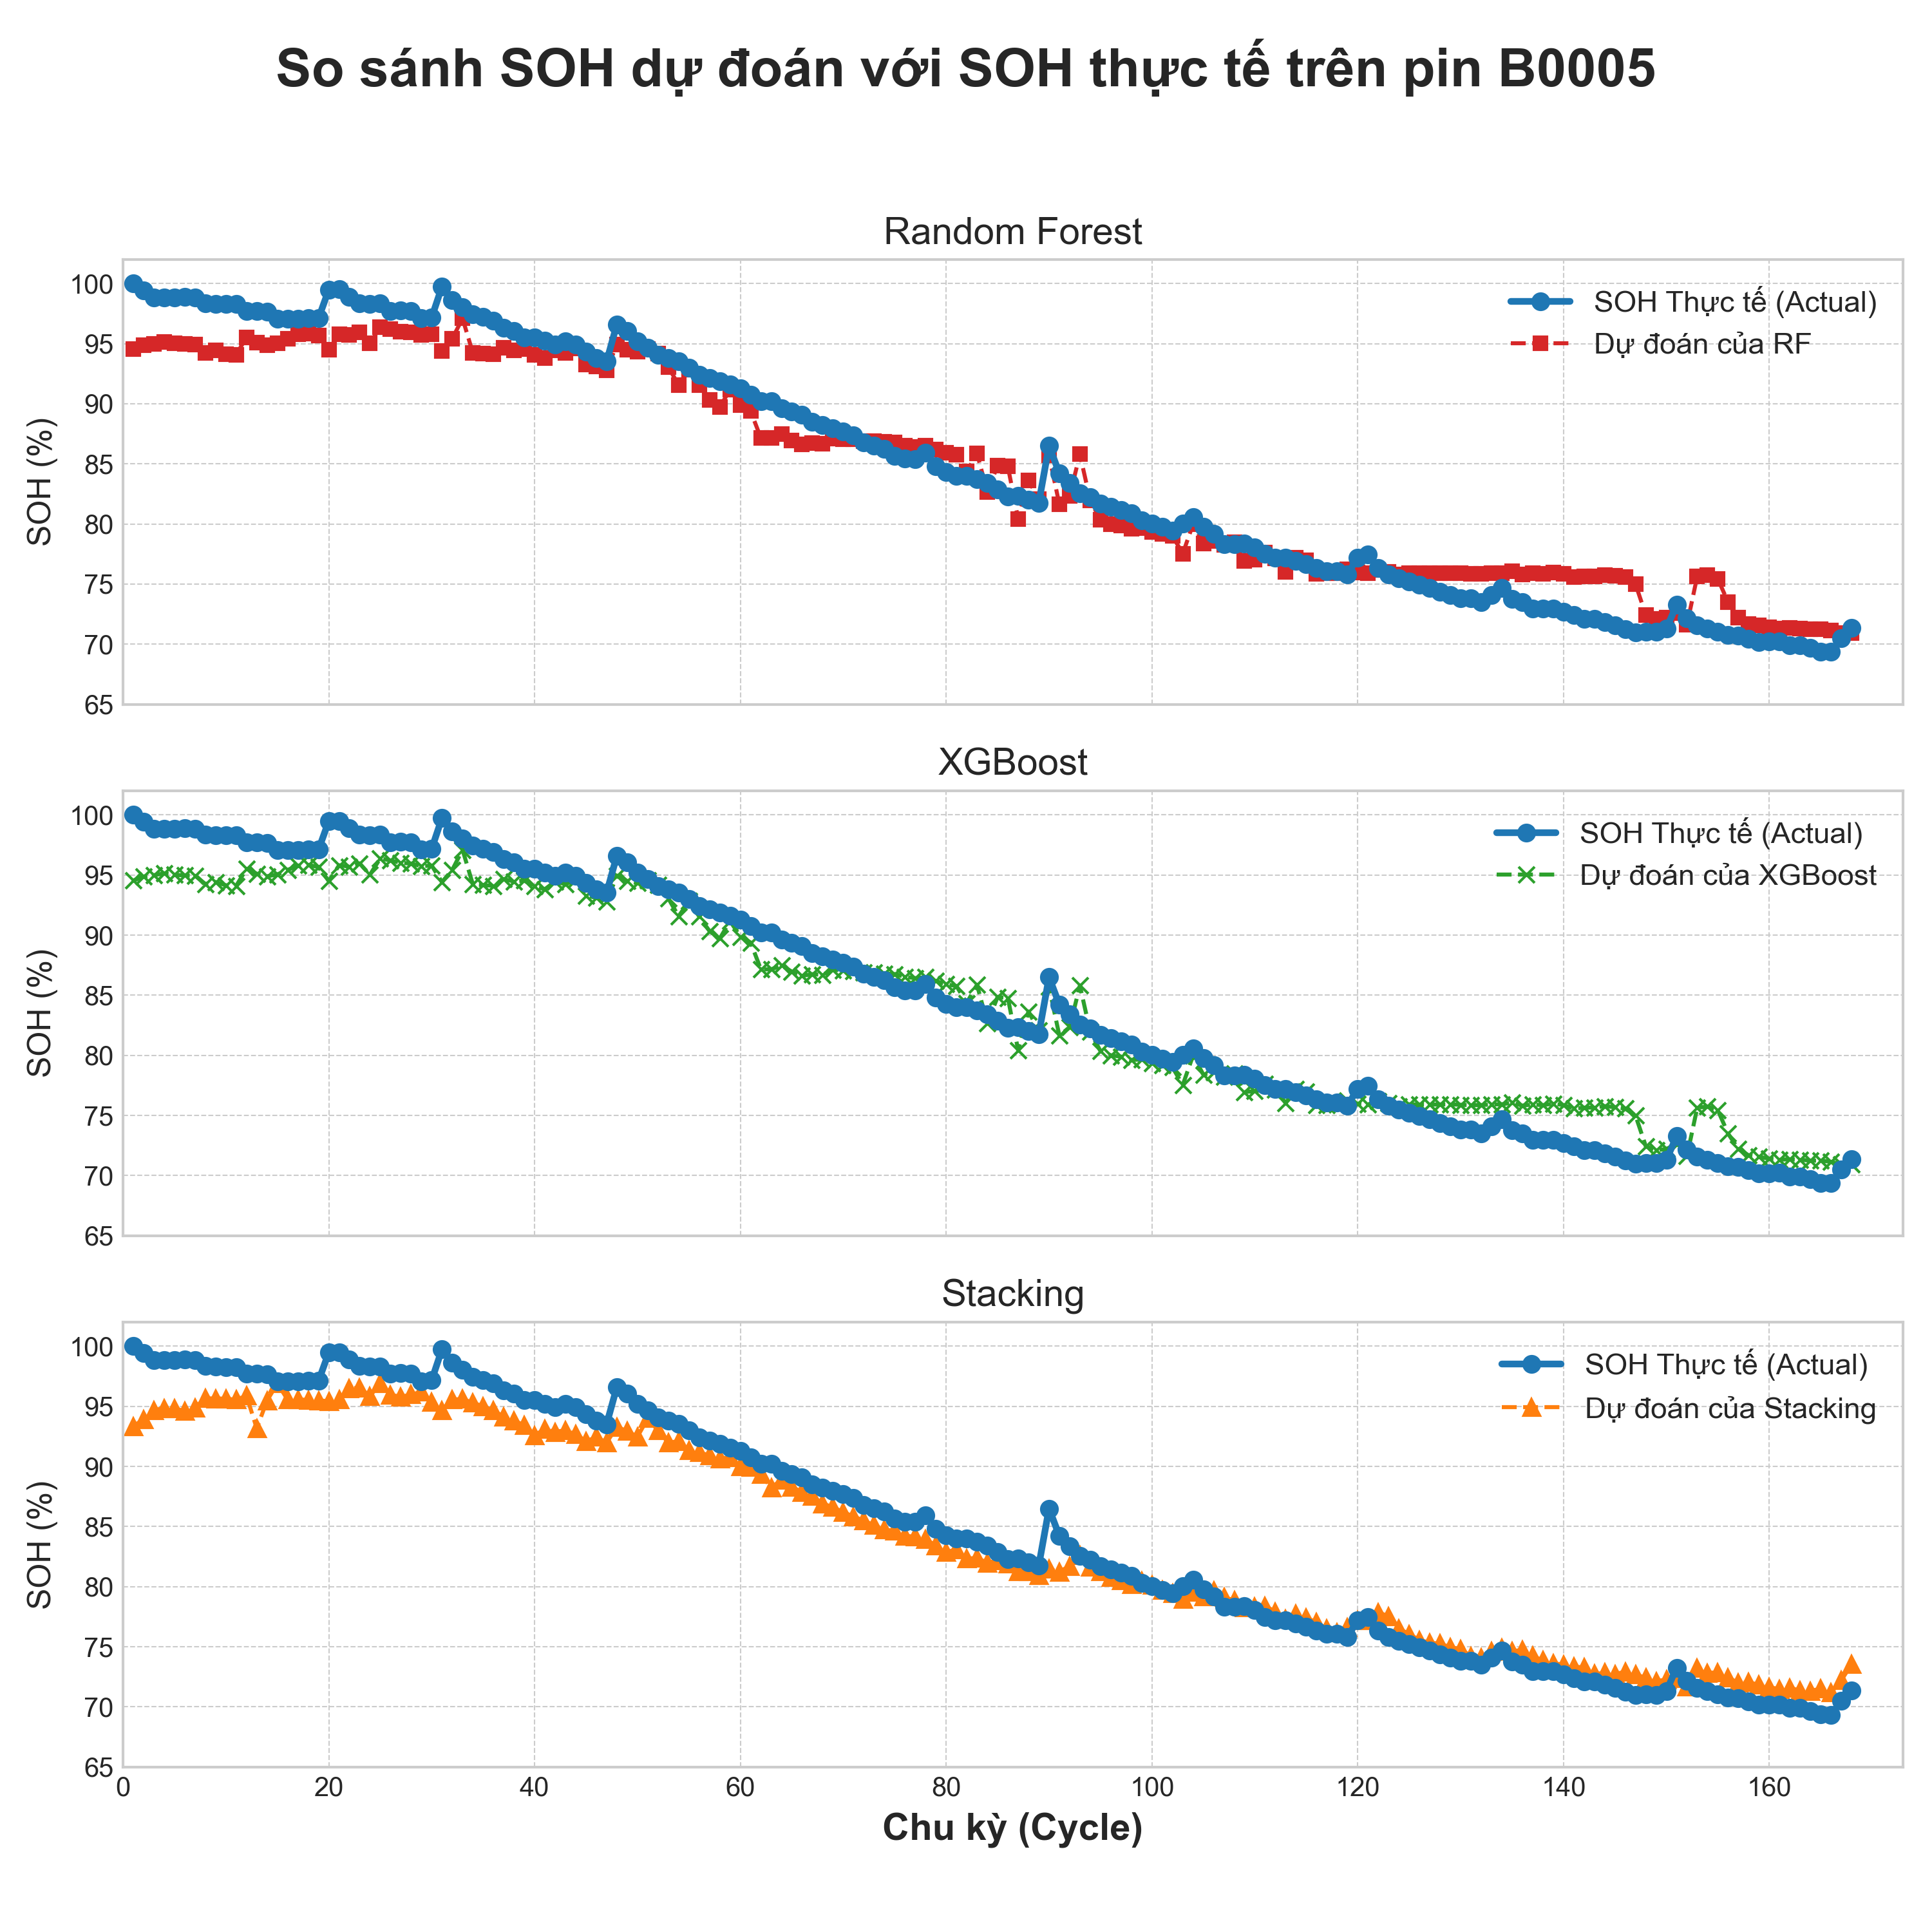 So sánh SOH dự đoán với SOH thực tế trên pin B0005
Random Forest
SOH (%)
100
95
90
85
80
75
70
65
SOH Thực tế (Actual)
Dự đoán của RF
XGBoost
SOH (%)
100
95
90
85
80
75
70
65
SOH Thực tế (Actual)
Dự đoán của XGBoost
Stacking
SOH (%)
100
95
90
85
80
75
70
65
SOH Thực tế (Actual)
Dự đoán của Stacking
0 20 40 60 80 100 120 140 160
Chu kỳ (Cycle)